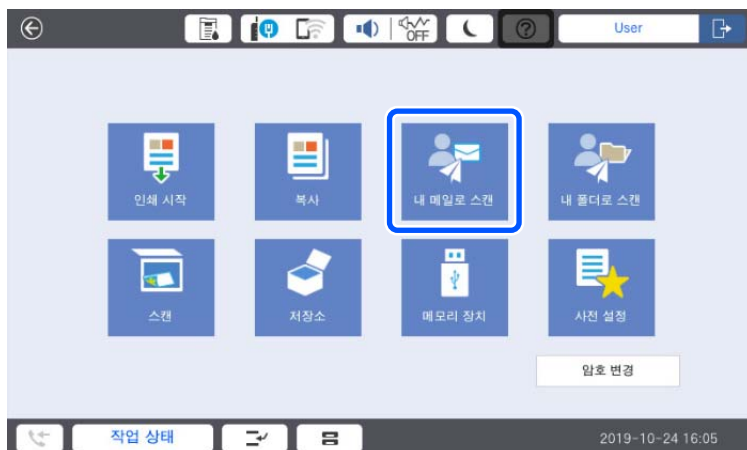 OFF
User
인쇄 시작
복사
내 메일로 스캔
내 폴더로 스캔
스캔
저장소
메모리 장치
사전 설정
암호 변경
작업 상태
2019-10-24 16:05